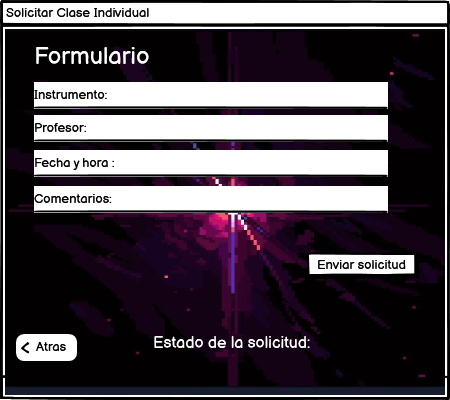 Solicitar Clase Individual
Formulario
Instrumento:
Profesor:
Fecha y hora :
Comentarios:
Enviar solicitud
Atras
Estado de la solicitud: